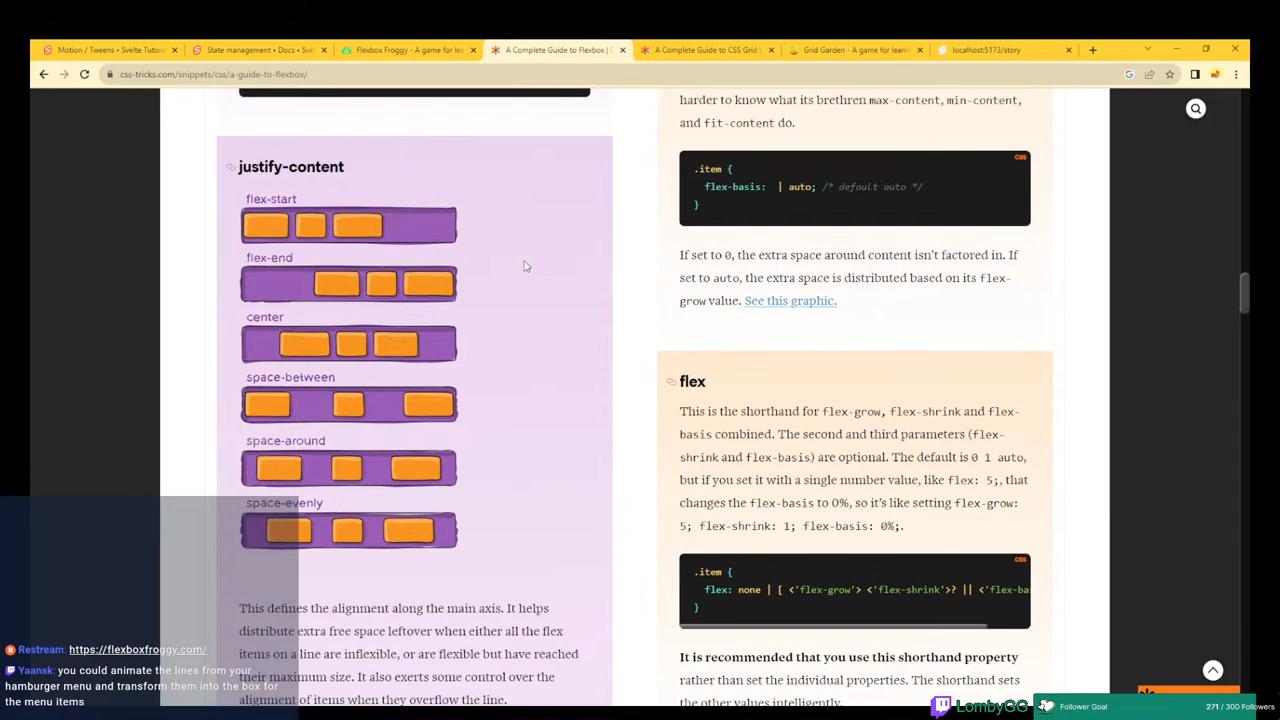 Motion / Tweens • Svelte Tutori
State management • Docs • Sve
Flexbox Froggy - A game for le
A Complete Guide to Flexbox | C
A Complete Guide to CSS Grid
Grid Garden - A game for learni
localhost:5173/story
css-tricks.com/snippets/css/a-guide-to-flexbox/
justify-content
flex-start
flex-end
center
space-between
space-around
space-evenly
This defines the alignment along the main axis. It helps
distribute extra free space leftover when either all the flex
items on a line are inflexible, or are flexible but have reached
their maximum size. It also exerts some control over the
alignment of items when they overflow the line.
harder to know what its brethren max-content, min-content,
and fit-content do.
CSS
.item {
flex-basis:  | auto; /* default auto */
}
If set to 0, the extra space around content isn't factored in. If
set to auto, the extra space is distributed based on its flex-
grow value. See this graphic.
flex
This is the shorthand for flex-grow, flex-shrink and flex-
basis combined. The second and third parameters (flex-
shrink and flex-basis) are optional. The default is 0 1 auto,
but if you set it with a single number value, like flex: 5;, that
changes the flex-basis to 0%, so it's like setting flex-grow:
5; flex-shrink: 1; flex-basis: 0%;.
CSS
.item {
flex: none | [ <'flex-grow'> <'flex-shrink'>? || <'flex-ba
}
It is recommended that you use this shorthand property
rather than set the individual properties. The shorthand sets
the other values intelligently.
Restream: https://flexboxfroggy.com/
Yaansk: you could animate the lines from your
hamburger menu and transform them into the box for
the menu items
LombyGG
Follower Goal
271 / 300 Followers